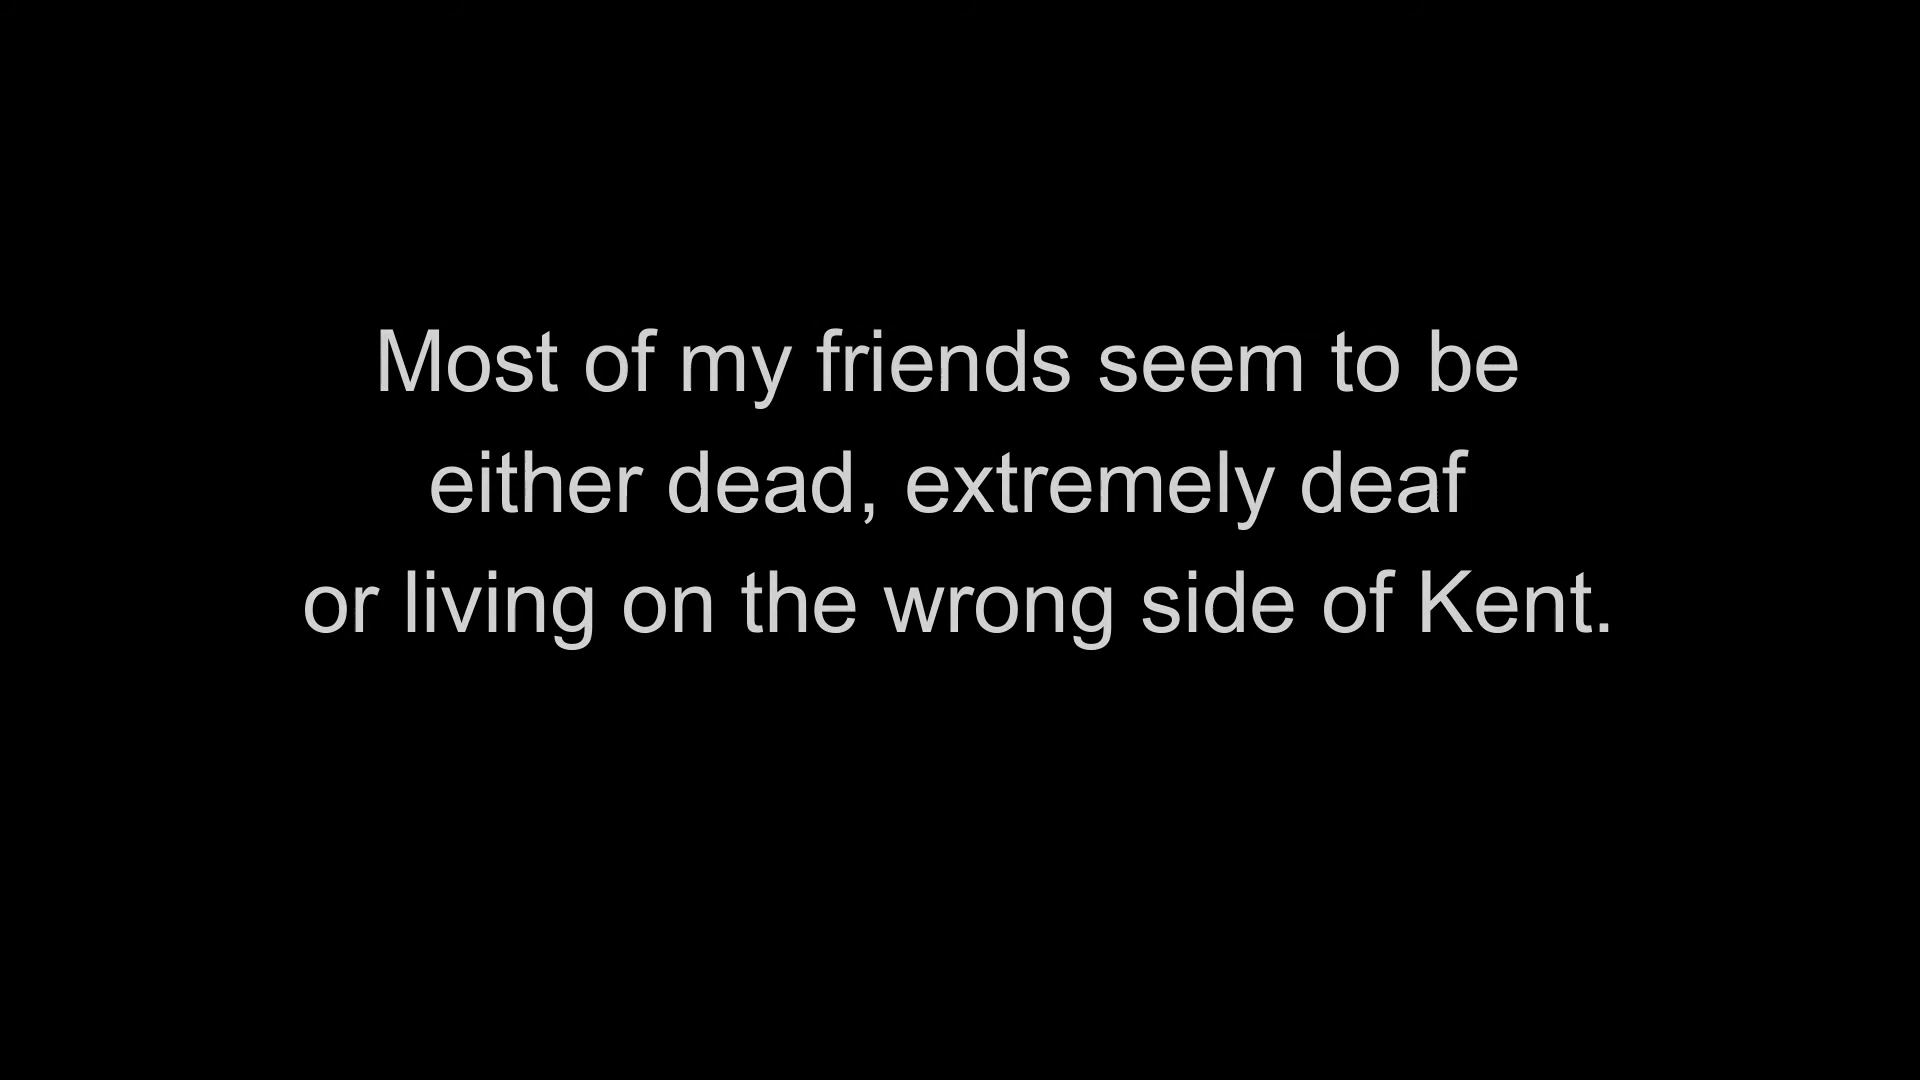 Most of my friends seem to be
either dead, extremely deaf
or living on the wrong side of Kent.